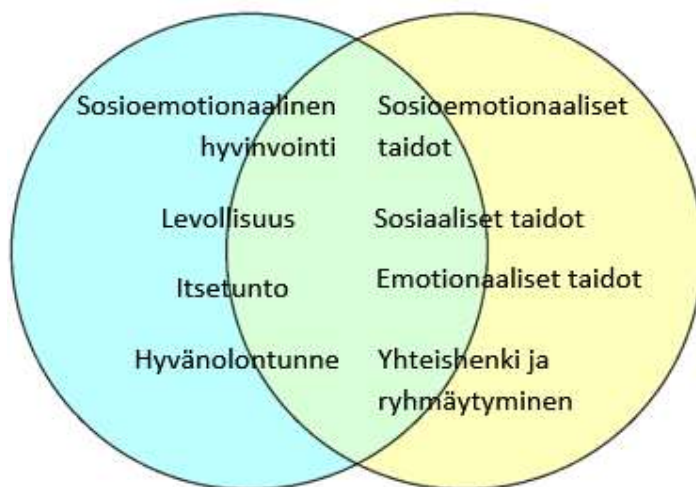 Sosioemotionaalinen
hyvinvointi
Levollisuus
Itsetunto
Hyvänolontunne
Sosioemotionaaliset
taidot
Sosiaaliset taidot
Emotionaaliset taidot
Yhteishenki ja
ryhmäytyminen